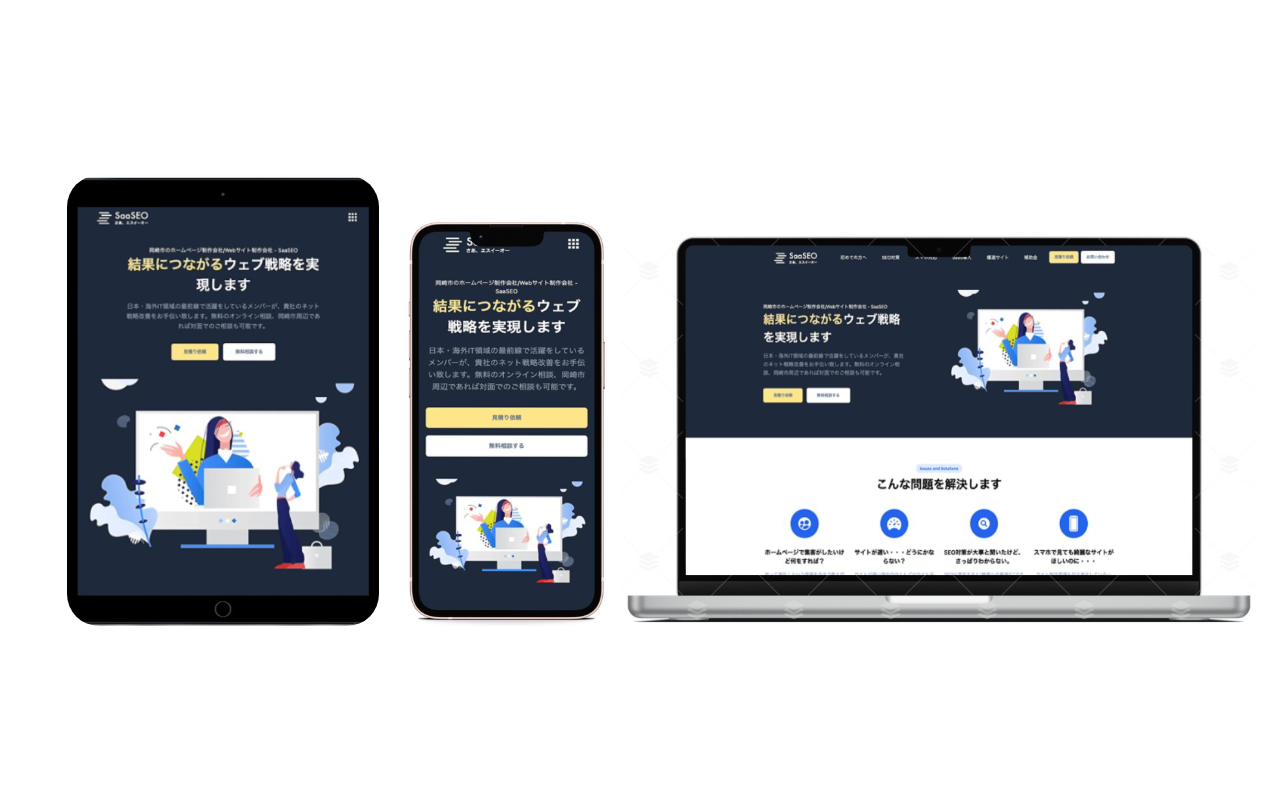 SaaSEO
さあ、エスイーオー
岡崎市のホームページ制作会社/Webサイト制作会社 - SaaSEO
結果につながるウェブ戦略を実
現します
日本・海外IT領域の最前線で活躍をしているメンバーが、貴社のネット
戦略改善をお手伝い致します。無料のオンライン相談、岡崎市周辺であ
れば対面でのご相談も可能です。
見積り依頼
無料相談する
さあ、エスイーオー
岡崎市のホームページ制作会社/Webサイト制作会社 -
SaaSEO
結果につながるウェブ
戦略を実現します
日本・海外IT領域の最前線で活躍をしている
メンバーが、貴社のネット戦略改善をお手伝
い致します。無料のオンライン相談、岡崎市
周辺であれば対面でのご相談も可能です。
見積り依頼
無料相談する
SaaSEO
さあ、エスイーオー
初めての方へ
SEO対策
爆速サイト
補助金
見積り依頼
お問い合わせ
岡崎市のホームページ制作会社/Webサイト制作会社 - SaaSEO
結果につながるウェブ戦略
を実現します
日本・海外IT領域の最前線で活躍をしているメンバーが、貴社
のネット戦略改善をお手伝い致します。無料のオンライン相
談、岡崎市周辺であれば対面でのご相談も可能です。
見積り依頼
無料相談する
Issues and Solutions
こんな問題を解決します
ホームページで集客がしたいけ
ど何をすれば？
サイトが遅い・・・どうにかな
らない？
SEO対策が大事と聞いたけど、
さっぱりわからない。
スマホで見ても綺麗なサイトが
ほしいのに・・・